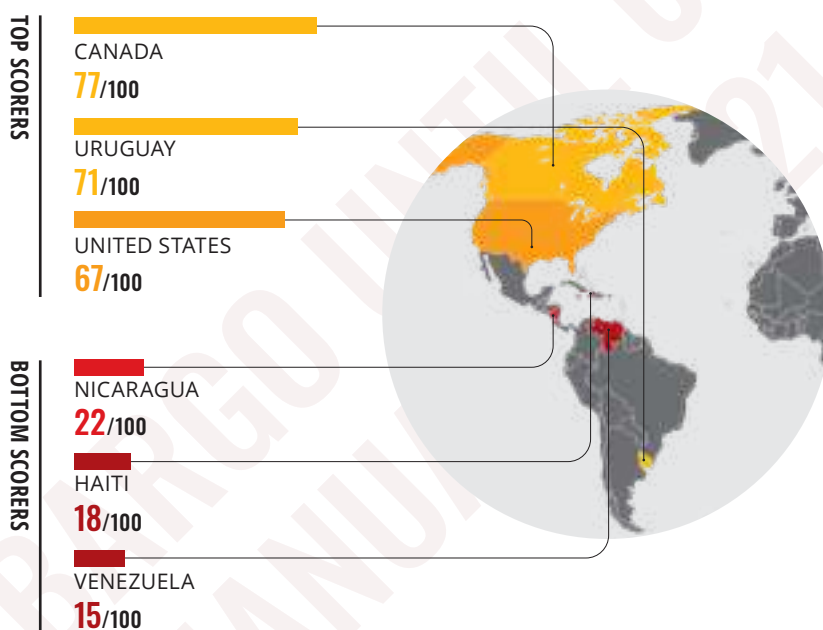 TOP SCORERS
CANADA
77/100
URUGUAY
71/100
UNITED STATES
67/100
BOTTOM SCORERS
NICARAGUA
22/100
HAITI
18/100
VENEZUELA
15/100